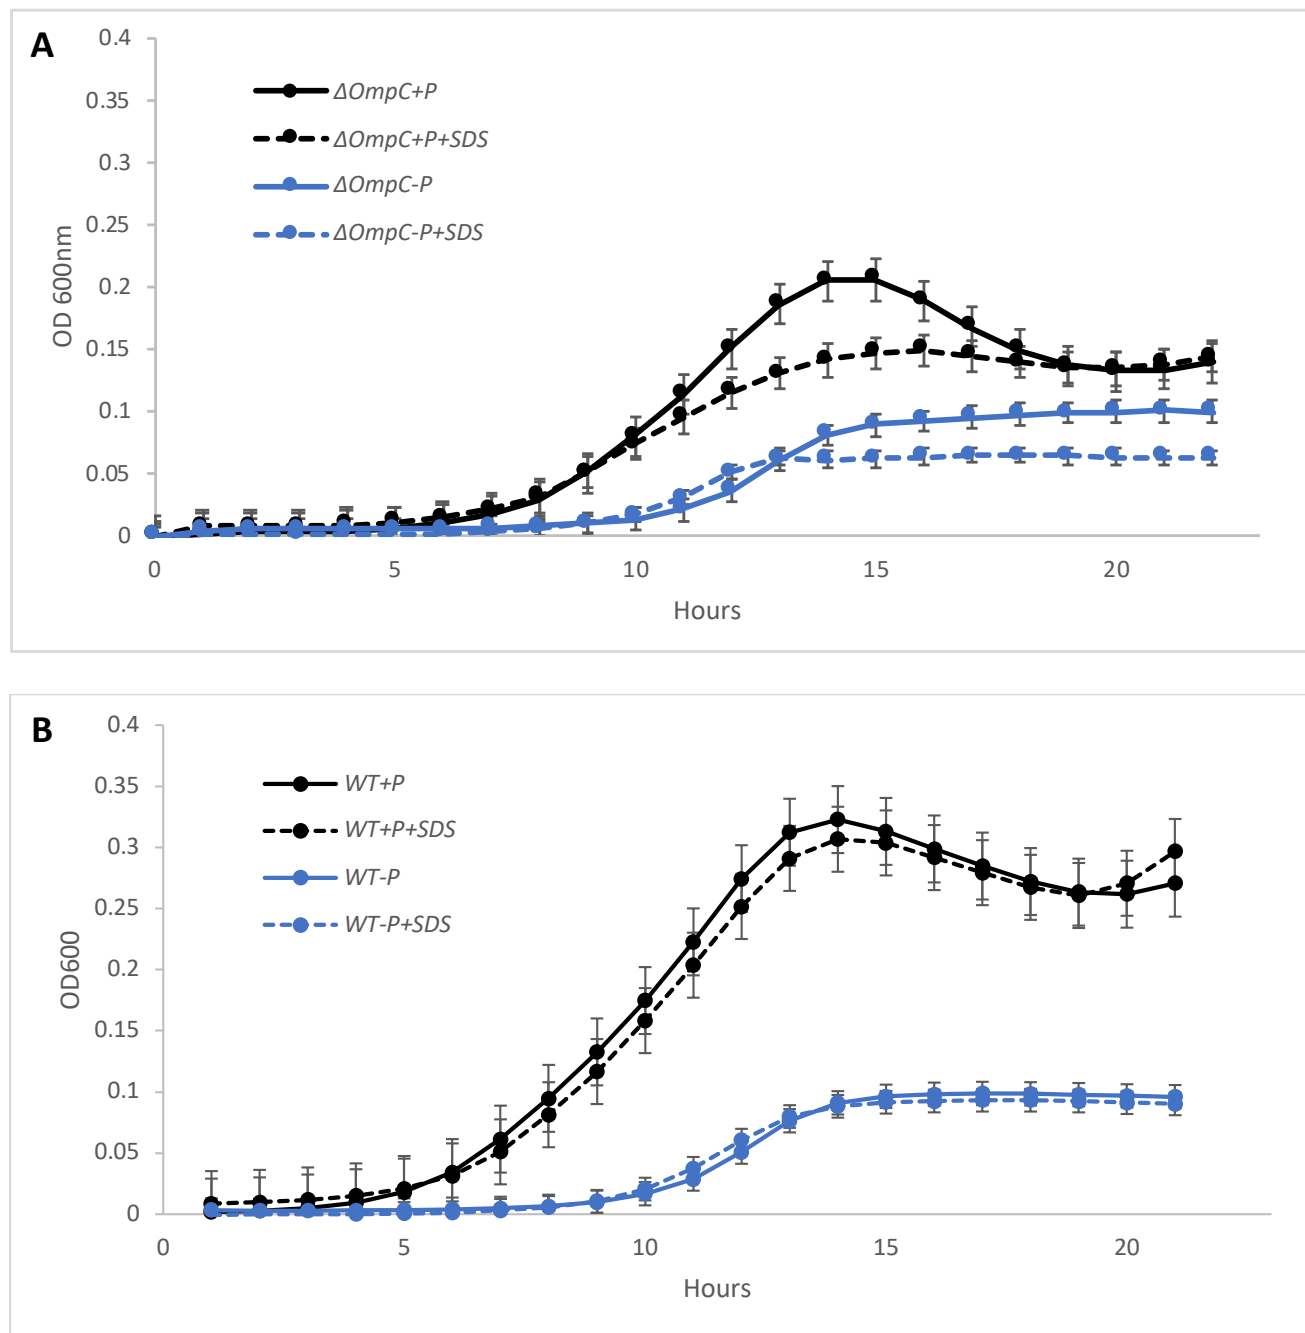 A
0.4
0.35
0.3
0.25
0.2
0.15
0.1
0.05
0
OD 600nm
ΔOmpC+P
ΔOmpC+P+SDS
ΔOmpC-P
ΔOmpC-P+SDS
0 5 10 15 20
Hours
B
0.4
0.35
0.3
0.25
0.2
0.15
0.1
0.05
0
OD600
WT+P
WT+P+SDS
WT-P
WT-P+SDS
0 5 10 15 20
Hours